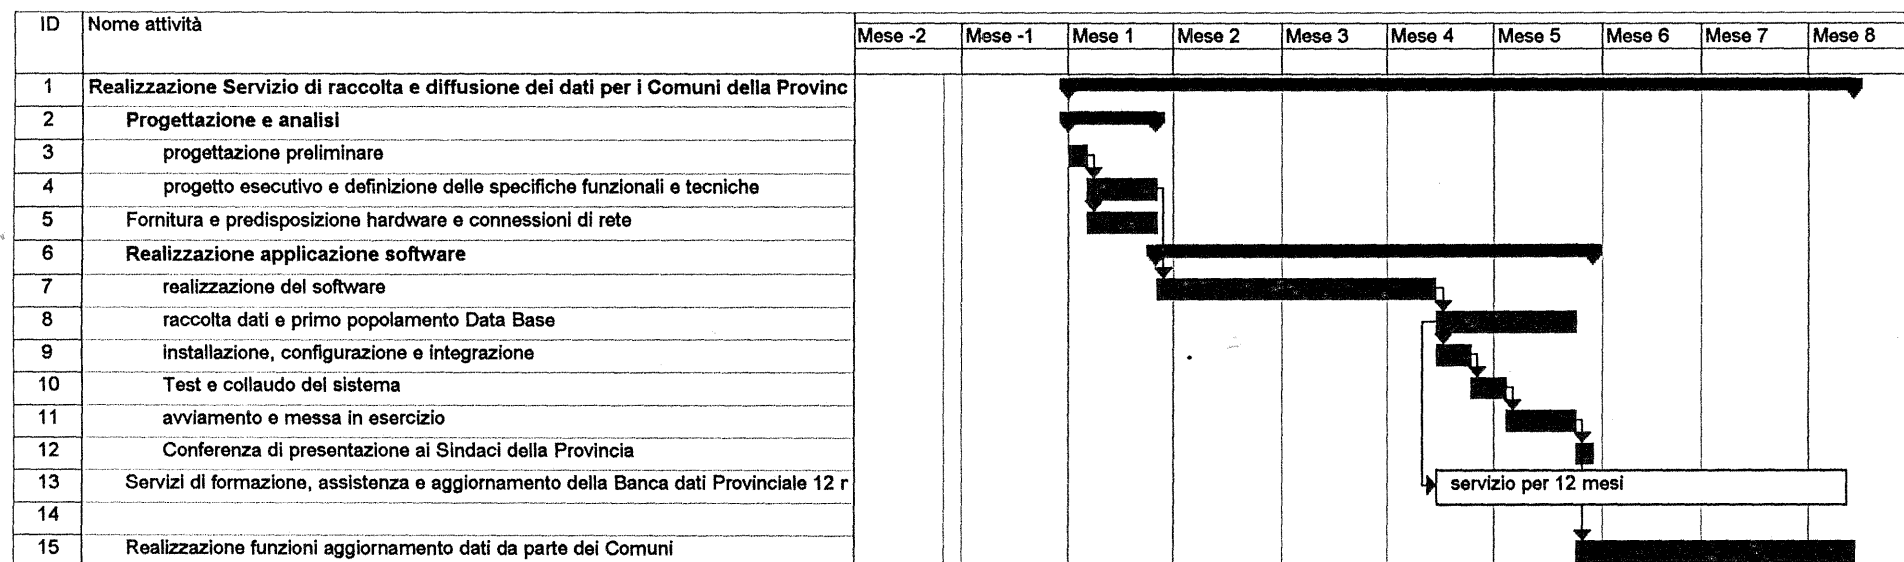 ID Nome attività
Mese -2 Mese -1 Mese 1 Mese 2 Mese 3 Mese 4 Mese 5 Mese 6 Mese 7 Mese 8
1 Realizzazione Servizio di raccolta e diffusione dei dati per i Comuni della Provinc
2 Progettazione e analisi
3 progettazione preliminare
4 progetto esecutivo e definizione delle specifiche funzionali e tecniche
5 Fornitura e predisposizione hardware e connessioni di rete
6 Realizzazione applicazione software
7 realizzazione del software
8 raccolta dati e primo popolamento Data Base
9 installazione, configurazione e integrazione
10 Test e collaudo del sistema
11 avviamento e messa in esercizio
12 Conferenza di presentazione ai Sindaci della Provincia
13 Servizi di formazione, assistenza e aggiornamento della Banca dati Provinciale 12 r servizio per 12 mesi
14
15 Realizzazione funzioni aggiornamento dati da parte dei Comuni